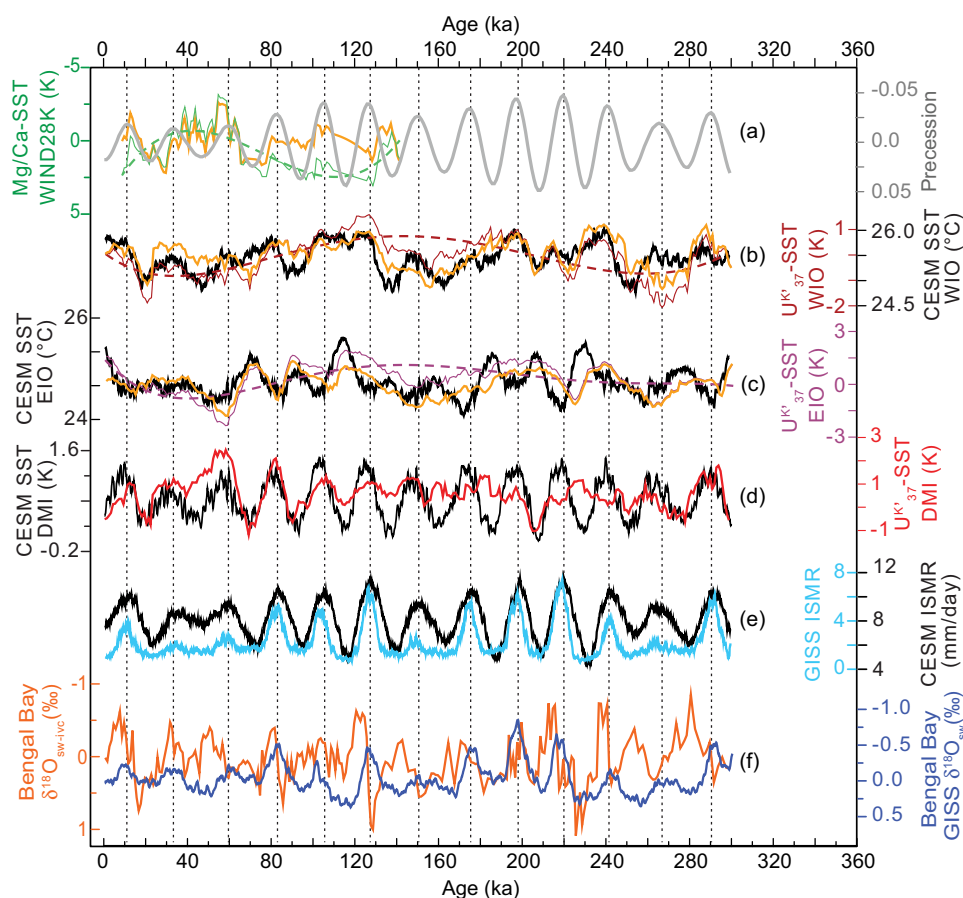 Age (ka)
0 40 80 120 160 200 240 280 320 360
Mg/Ca-SST
WIND28K (K)
-5
0
5
(a)
-0.05
0.0
0.05
Precession
(b)
1
-2
U^K'_37-SST
WIO (K)
26.0
24.5
CESM SST
WIO (°C)
CESM SST
EIO (°C)
26
24
(c)
3
0
-3
U^K'_37-SST
EIO (K)
CESM SST
DMI (K)
1.6
-0.2
(d)
3
1
-1
U^K'_37-SST
DMI (K)
(e)
GISS ISMR
8
4
0
12
8
4
CESM ISMR
(mm/day)
Bengal Bay
δ18O_sw-ivc(‰)
-1
0
1
(f)
-1.0
-0.5
0.0
0.5
Bengal Bay
GISS δ18O_sw(‰)
0 40 80 120 160 200 240 280 320 360
Age (ka)